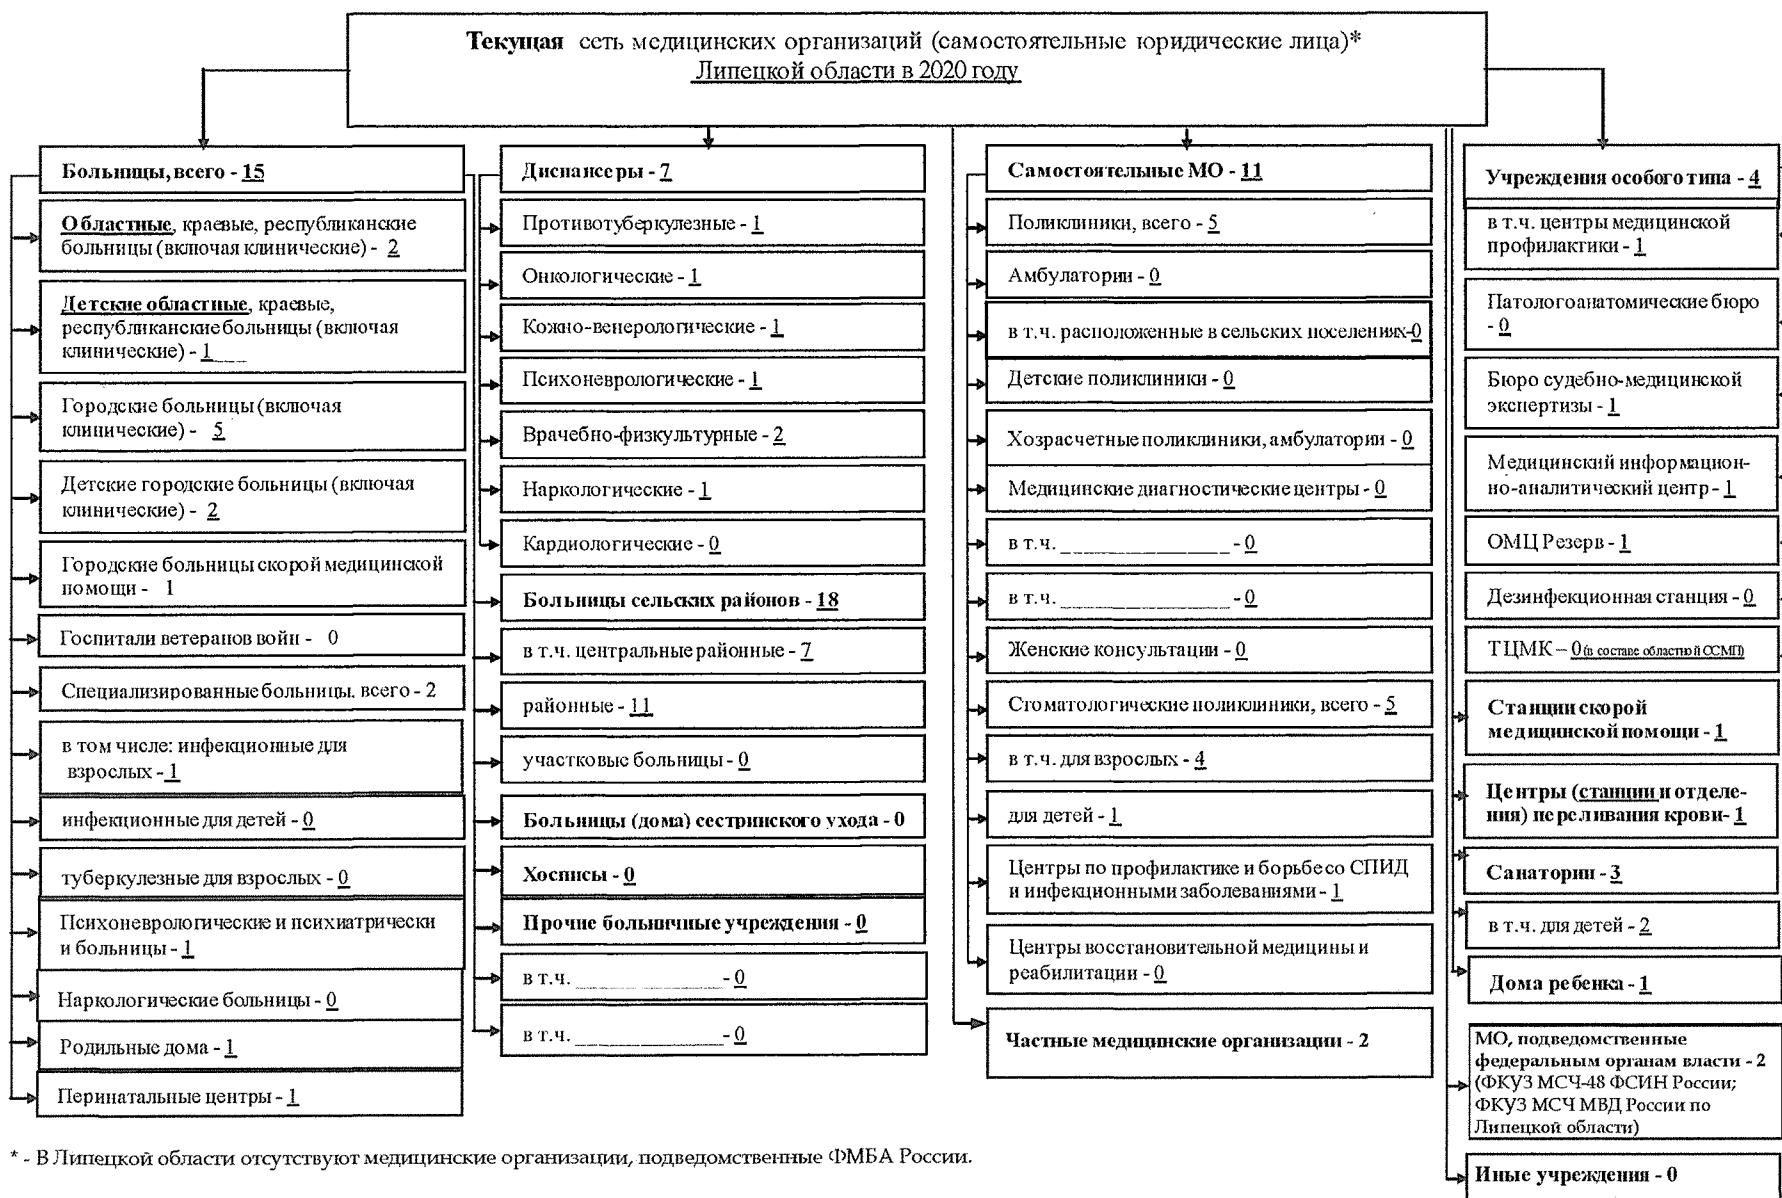 Текущая сеть медицинских организаций (самостоятельные юридические лица)*
Липецкой области в 2020 году
Больницы, всего - 15
Областные, краевые, республиканские
больницы (включая клинические) - 2
Детские областные, краевые,
республиканские больницы (включая
клинические) - 1
Городские больницы (включая
клинические) - 5
Детские городские больницы (включая
клинические) - 2
Городские больницы скорой медицинской
помощи - 1
Госпитали ветеранов войн - 0
Специализированные больницы. всего - 2
в том числе: инфекционные для
взрослых - 1
инфекционные для детей - 0
туберкулезные для взрослых - 0
Психоневрологические и психиатрически
и больницы - 1
Наркологические больницы - 0
Родильные дома - 1
Перинатальные центры - 1
Диспансеры - 7
Противотуберкулезные - 1
Онкологические - 1
Кожно-венерологические - 1
Психоневрологические - 1
Врачебно-физкультурные - 2
Наркологические - 1
Кардиологические - 0
Больницы сельских районов - 18
в т.ч. центральные районные - 7
районные - 11
участковые больницы - 0
Больницы (дома) сестринского ухода - 0
Хосписы - 0
Прочие больничные учреждения - 0
в т.ч. ____________ - 0
в т.ч. ____________ - 0
Самостоятельные МО - 11
Поликлиники, всего - 5
Амбулатории - 0
в т.ч. расположенные в сельских поселениях-0
Детские поликлиники - 0
Хозрасчетные поликлиники, амбулатории - 0
Медицинские диагностические центры - 0
в т.ч. ______________ - 0
в т.ч. ______________ - 0
Женские консультации - 0
Стоматологические поликлиники, всего - 5
в т.ч. для взрослых - 4
для детей - 1
Центры по профилактике и борьбе со СПИД
и инфекционными заболеваниями - 1
Центры восстановительной медицины и
реабилитации - 0
Частные медицинские организации - 2
Учреждения особого типа - 4
в т.ч. центры медицинской
профилактики - 1
Патологоанатомические бюро
- 0
Бюро судебно-медицинской
экспертизы - 1
Медицинский информацион-
но-аналитический центр - 1
ОМЦ Резерв - 1
Дезинфекционная станция - 0
ТЦМК – 0 (в составе областной ССМП)
Станции скорой
медицинской помощи - 1
Центры (станции и отделе-
ния) переливания крови- 1
Санатории - 3
в т.ч. для детей - 2
Дома ребенка - 1
МО, подведомственные
федеральным органам власти - 2
(ФКУЗ МСЧ-48 ФСИН России;
ФКУЗ МСЧ МВД России по
Липецкой области)
Иные учреждения - 0
* - В Липецкой области отсутствуют медицинские организации, подведомственные ФМБА России.